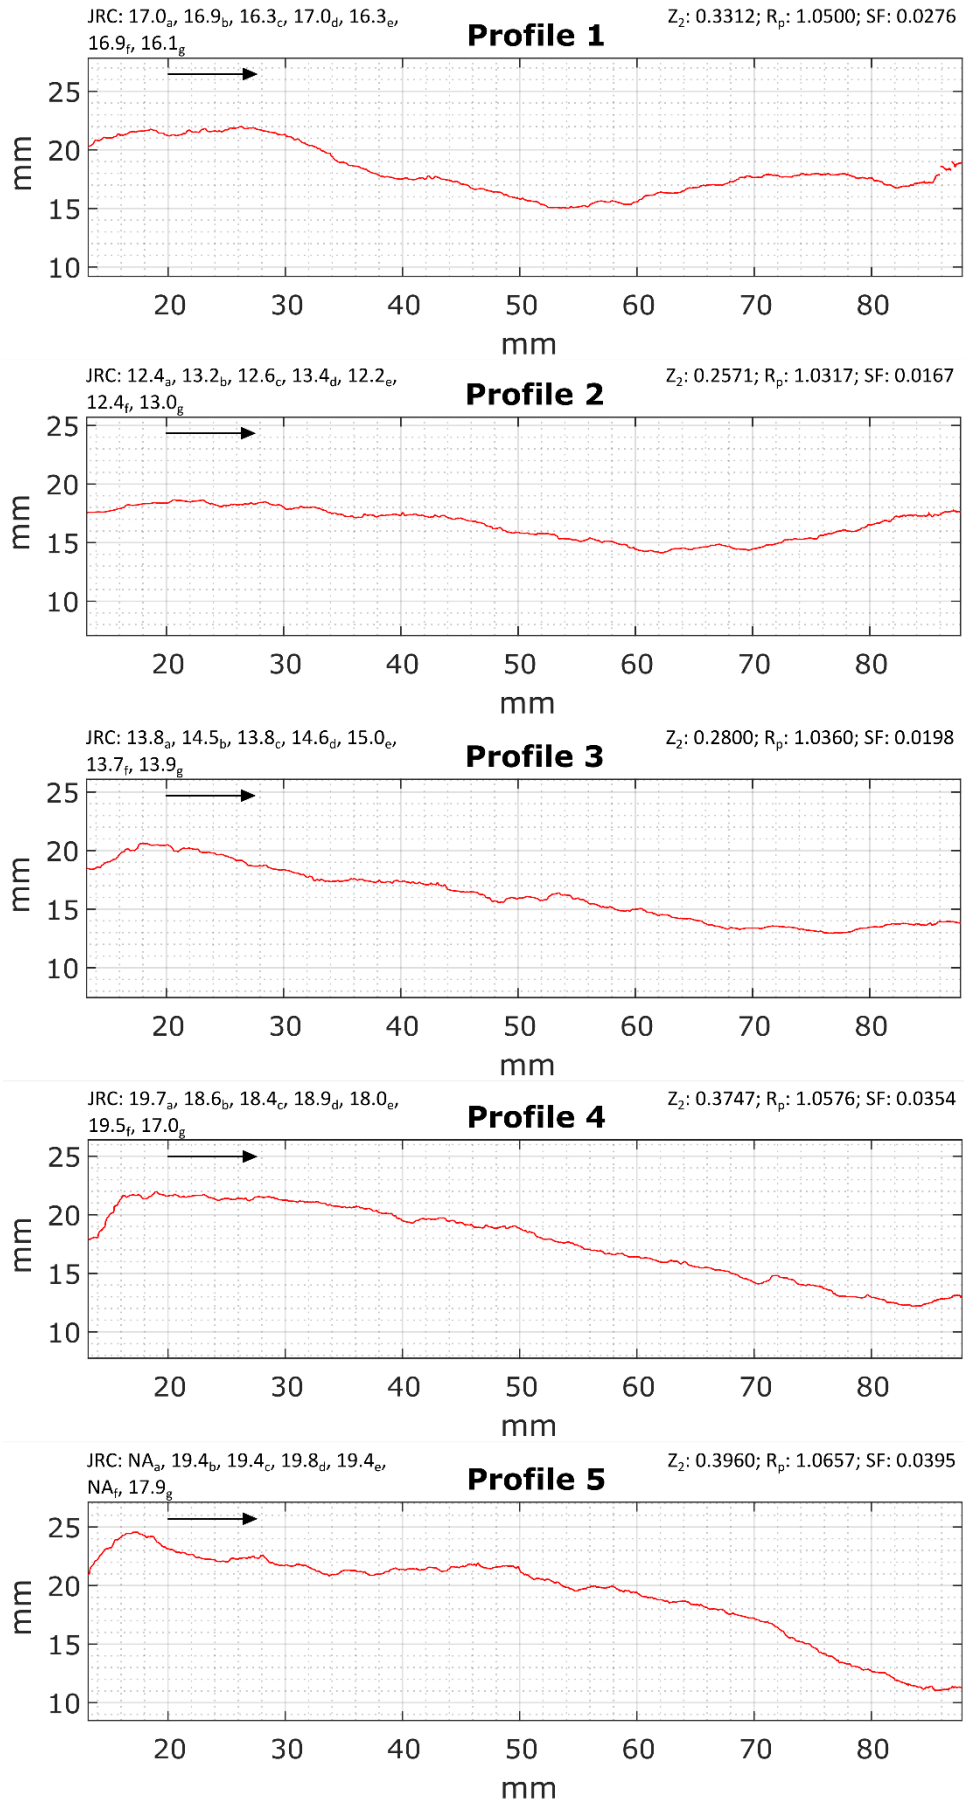 JRC: 17.0a, 16.9b, 16.3c, 17.0d, 16.3e,
16.9f, 16.1g
Profile 1
Z2: 0.3312; Rp: 1.0500; SF: 0.0276
25
20
15
10
mm
20 30 40 50 60 70 80
mm
JRC: 12.4a, 13.2b, 12.6c, 13.4d, 12.2e,
12.4f, 13.0g
Profile 2
Z2: 0.2571; Rp: 1.0317; SF: 0.0167
25
20
15
10
mm
20 30 40 50 60 70 80
mm
JRC: 13.8a, 14.5b, 13.8c, 14.6d, 15.0e,
13.7f, 13.9g
Profile 3
Z2: 0.2800; Rp: 1.0360; SF: 0.0198
25
20
15
10
mm
20 30 40 50 60 70 80
mm
JRC: 19.7a, 18.6b, 18.4c, 18.9d, 18.0e,
19.5f, 17.0g
Profile 4
Z2: 0.3747; Rp: 1.0576; SF: 0.0354
25
20
15
10
mm
20 30 40 50 60 70 80
mm
JRC: NAa, 19.4b, 19.4c, 19.8d, 19.4e,
NAf, 17.9g
Profile 5
Z2: 0.3960; Rp: 1.0657; SF: 0.0395
25
20
15
10
mm
20 30 40 50 60 70 80
mm